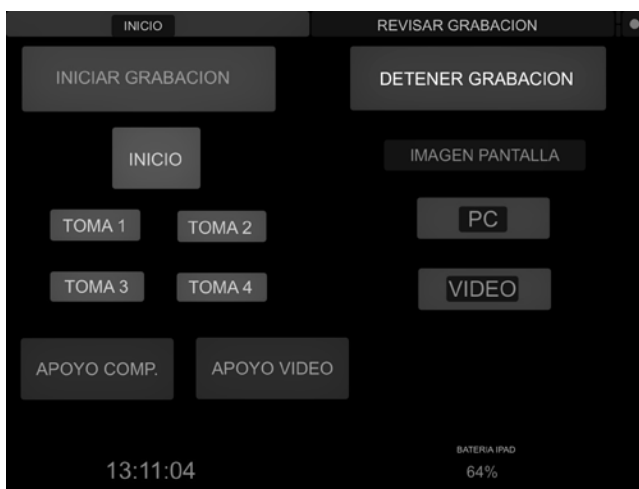 INICIO
REVISAR GRABACION
INICIAR GRABACION
DETENER GRABACION
INICIO
IMAGEN PANTALLA
TOMA 1
TOMA 2
PC
TOMA 3
TOMA 4
VIDEO
APOYO COMP.
APOYO VIDEO
BATERIA IPAD
13:11:04
64%